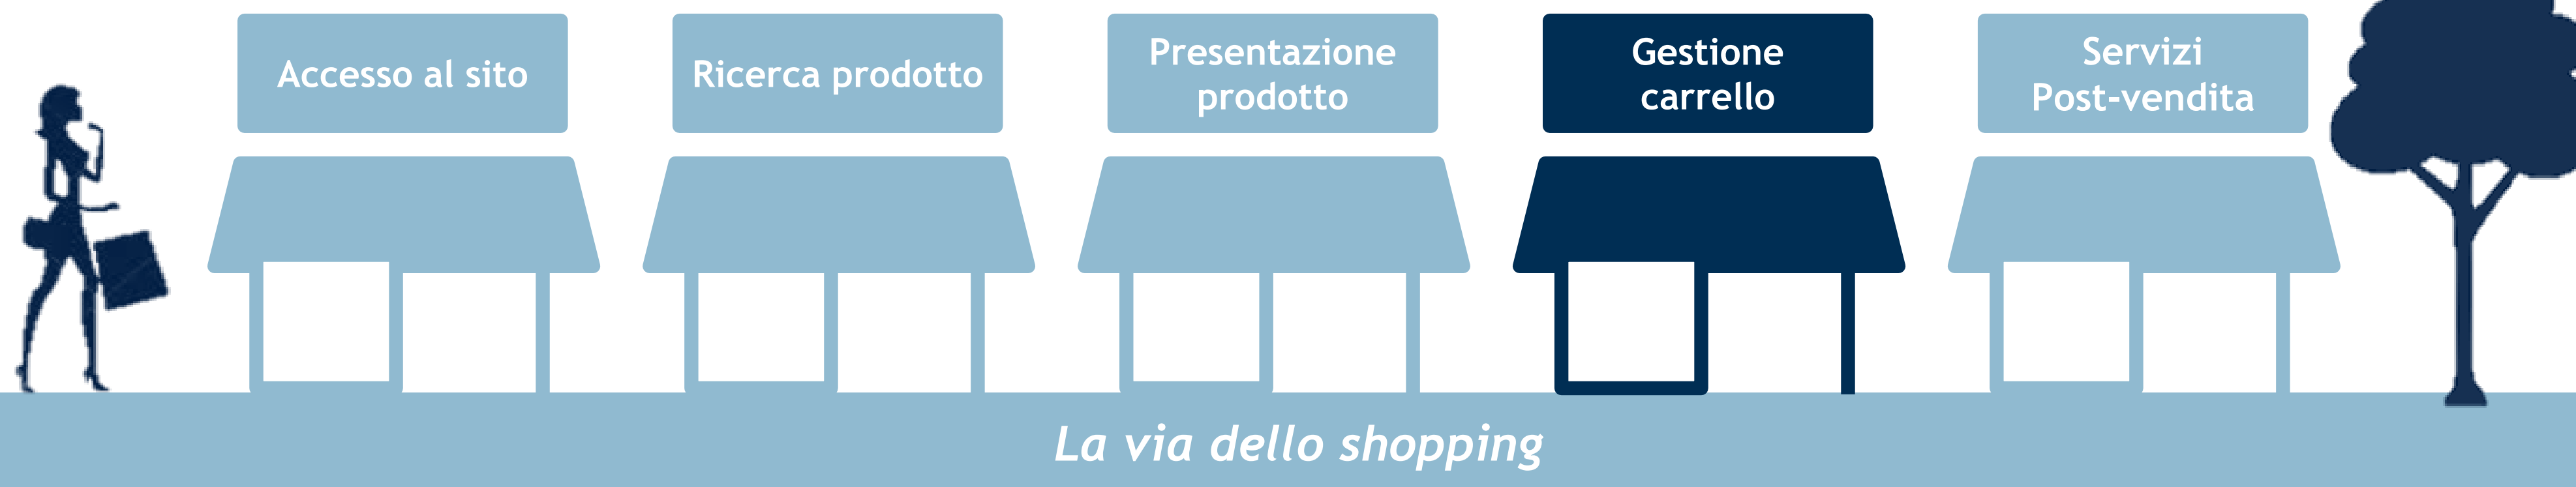 Accesso al sito
Ricerca prodotto
Presentazione
prodotto
Gestione
carrello
Servizi
Post-vendita
La via dello shopping